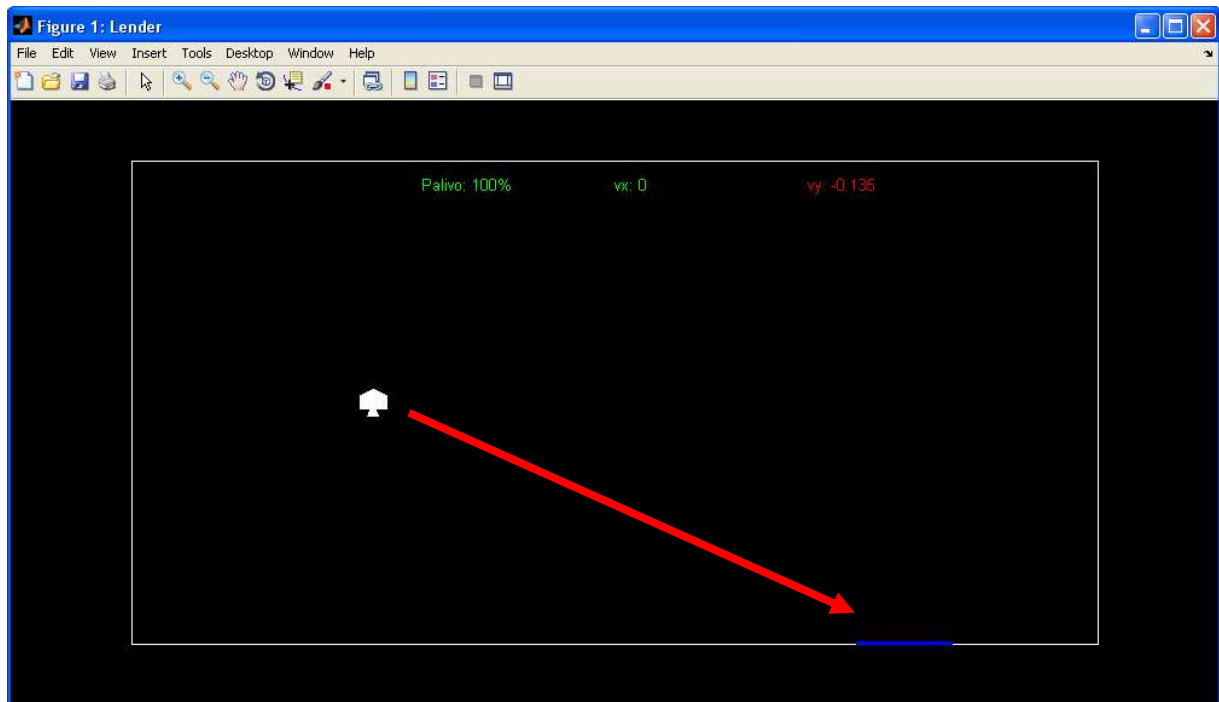 Figure 1: Lender
File Edit View Insert Tools Desktop Window Help
Palivo: 100% vx: 0 vy: -0.135